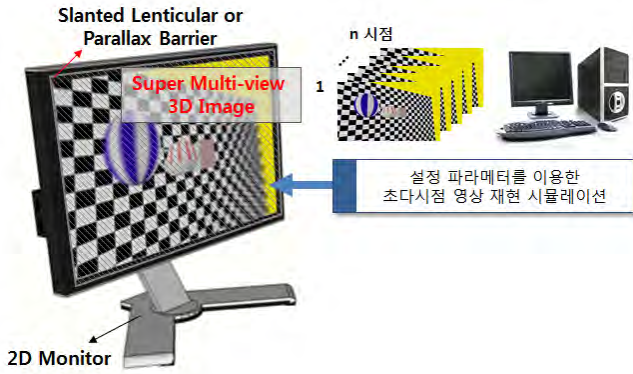 Slanted Lenticular or
Parallax Barrier
n 시점
Super Multi-view
3D Image
1
설정 파라메터를 이용한
초다시점 영상 재현 시뮬레이션
2D Monitor